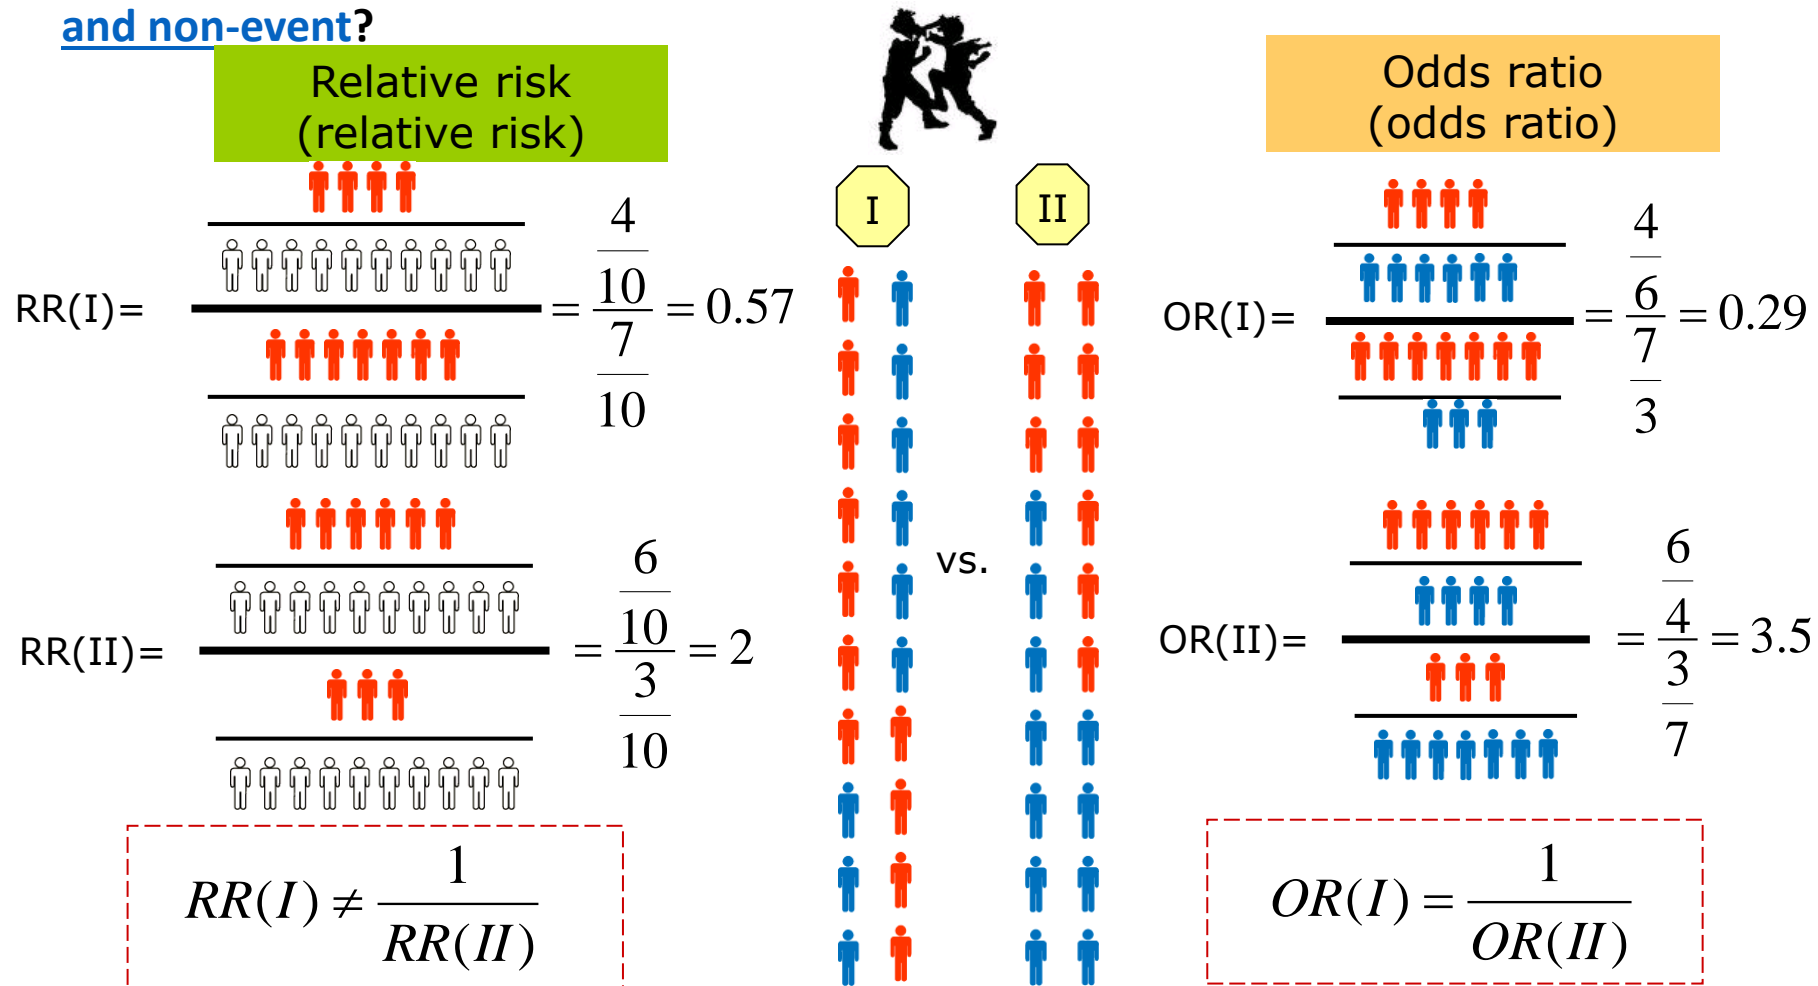 and non-event?
Relative risk
(relative risk)
RR(I)=
= 4/10 / 7/10 = 0.57
RR(II)=
= 6/10 / 3/10 = 2
RR(I) ≠ 1/RR(II)
I
II
vs.
Odds ratio
(odds ratio)
OR(I)=
= 4/6 / 7/3 = 0.29
OR(II)=
= 6/4 / 3/7 = 3.5
OR(I) = 1/OR(II)